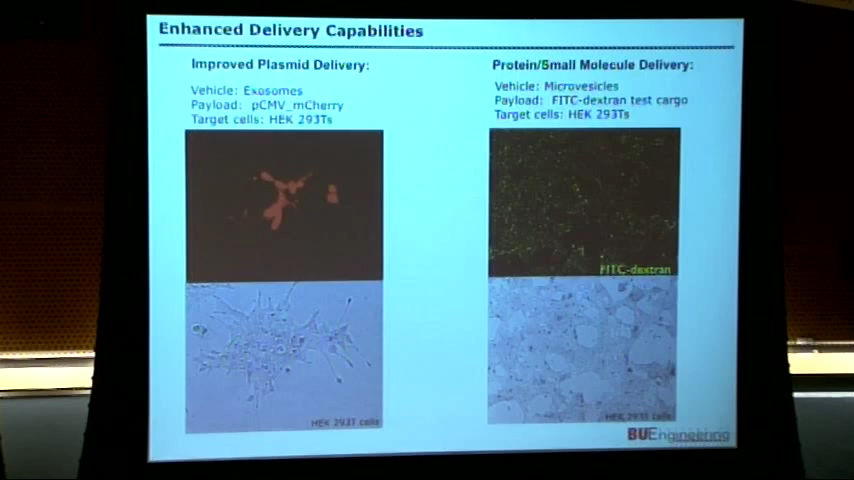 Enhanced Delivery Capabilities
Improved Plasmid Delivery:
Vehicle: Exosomes
Payload: pCMV_mCherry
Target cells: HEK 293Ts
HEK 293T cells
Protein/Small Molecule Delivery:
Vehicle: Microvesicles
Payload: FITC-dextran test cargo
Target cells: HEK 293Ts
FITC-dextran
HEK 293T cells
BUEngineering